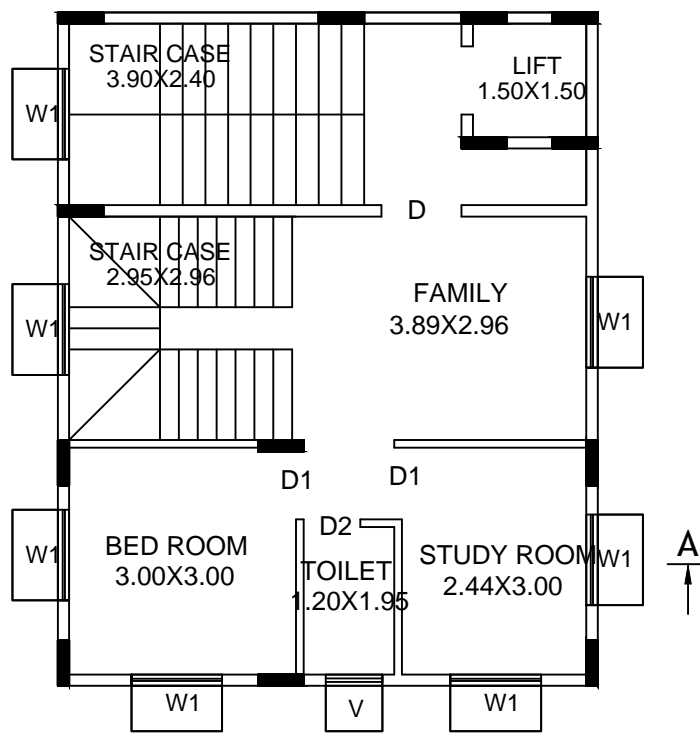 STAIR CASE
3.90X2.40
LIFT
1.50X1.50
W1
D
STAIR CASE
2.95X2.96
FAMILY
3.89X2.96
W1
W1
D1
D1
D2
BED ROOM
3.00X3.00
TOILET
1.20X1.95
STUDY ROOM
2.44X3.00
W1
W1
A
W1
V
W1